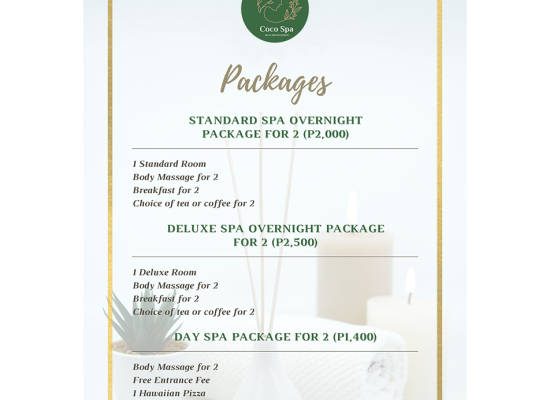 Coco Spa
Packages
STANDARD SPA OVERNIGHT
PACKAGE FOR 2 (P2,000)
1 Standard Room
Body Massage for 2
Breakfast for 2
Choice of tea or coffee for 2
DELUXE SPA OVERNIGHT PACKAGE
FOR 2 (P2,500)
1 Deluxe Room
Body Massage for 2
Breakfast for 2
Choice of tea or coffee for 2
DAY SPA PACKAGE FOR 2 (P1,400)
Body Massage for 2
Free Entrance Fee
1 Hawaiian Pizza